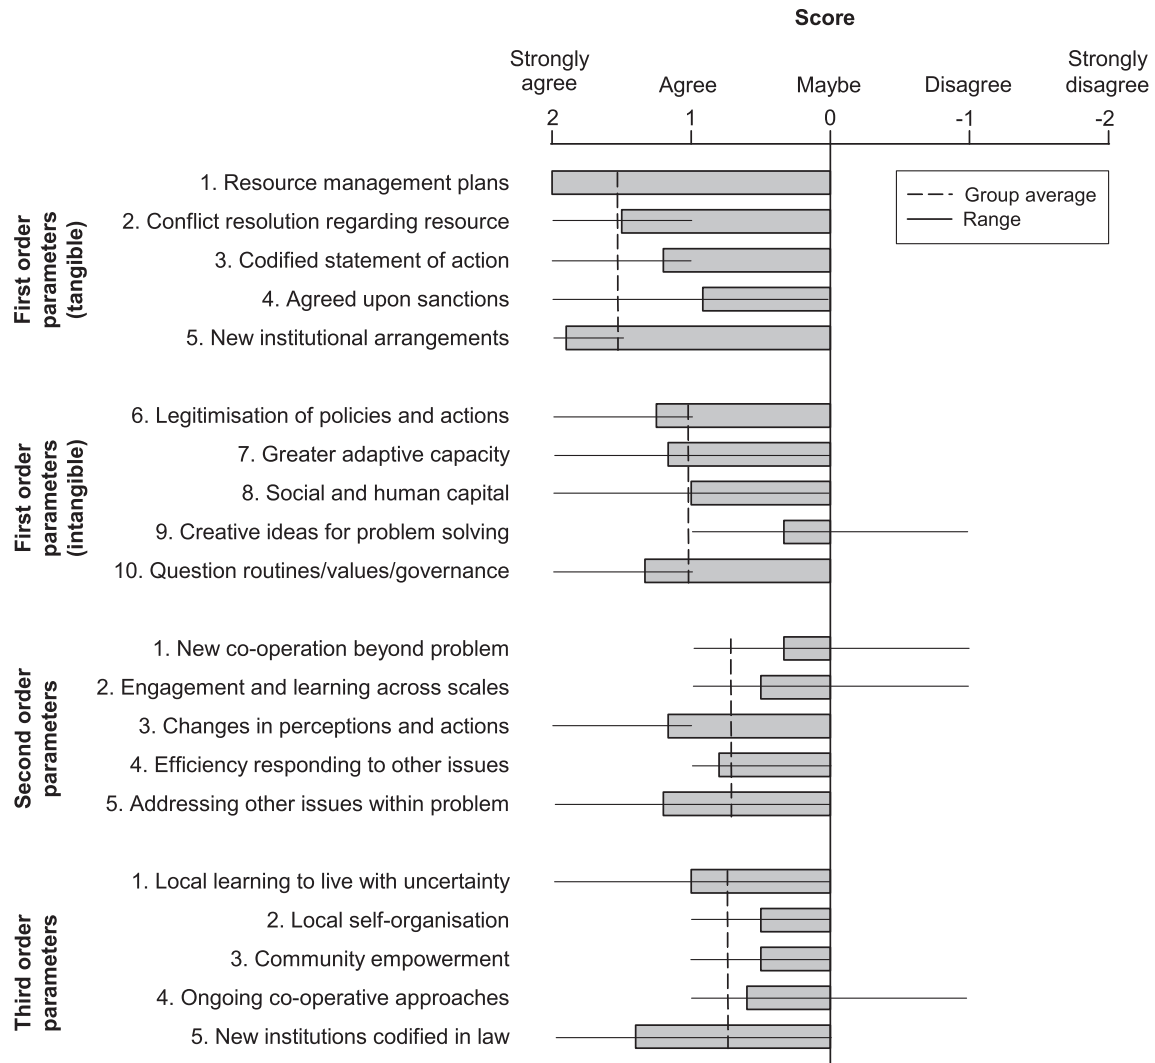 Score
Strongly
agree
Agree
Maybe
Disagree
Strongly
disagree
2 1 0 -1 -2
Group average
Range
First order
parameters
(tangible)
1. Resource management plans
2. Conflict resolution regarding resource
3. Codified statement of action
4. Agreed upon sanctions
5. New institutional arrangements
First order
parameters
(intangible)
6. Legitimisation of policies and actions
7. Greater adaptive capacity
8. Social and human capital
9. Creative ideas for problem solving
10. Question routines/values/governance
Second order
parameters
1. New co-operation beyond problem
2. Engagement and learning across scales
3. Changes in perceptions and actions
4. Efficiency responding to other issues
5. Addressing other issues within problem
Third order
parameters
1. Local learning to live with uncertainty
2. Local self-organisation
3. Community empowerment
4. Ongoing co-operative approaches
5. New institutions codified in law